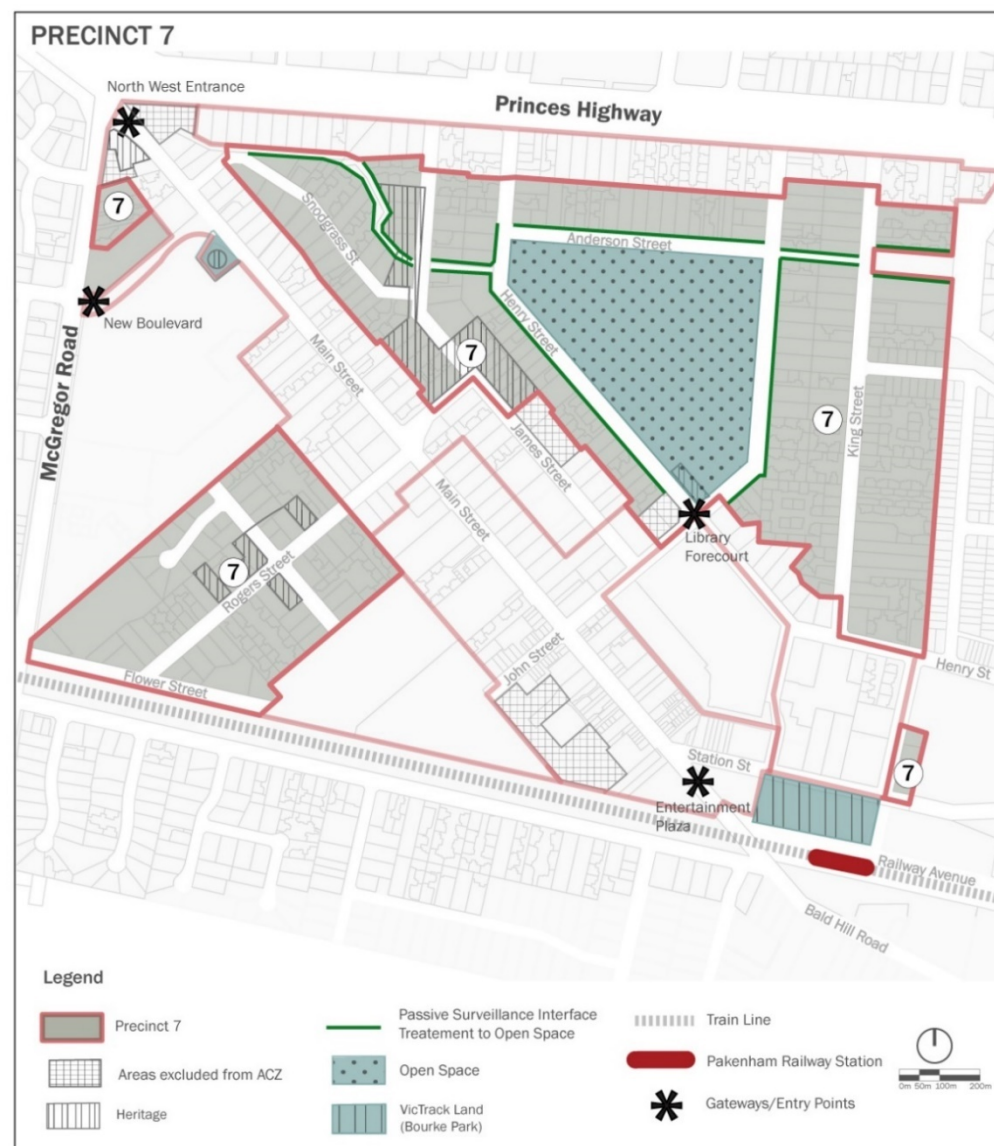 PRECINCT 7
North West Entrance
Princes Highway
7
Snodgress St
Anderson Street
New Boulevard
Henry Street
McGregor Road
Main Street
7
James Street
7
King Street
Main Street
Library
Forecourt
7
Rogers Street
John Street
Henry St
Flower Street
Station St
7
Entertainment
Plaza
Railway Avenue
Bald Hill Road
Legend
Precinct 7
Areas excluded from ACZ
Heritage
Passive Surveillance Interface
Treatement to Open Space
Open Space
VicTrack Land
(Bourke Park)
Train Line
Pakenham Railway Station
Gateways/Entry Points
0m 50m 100m 200m